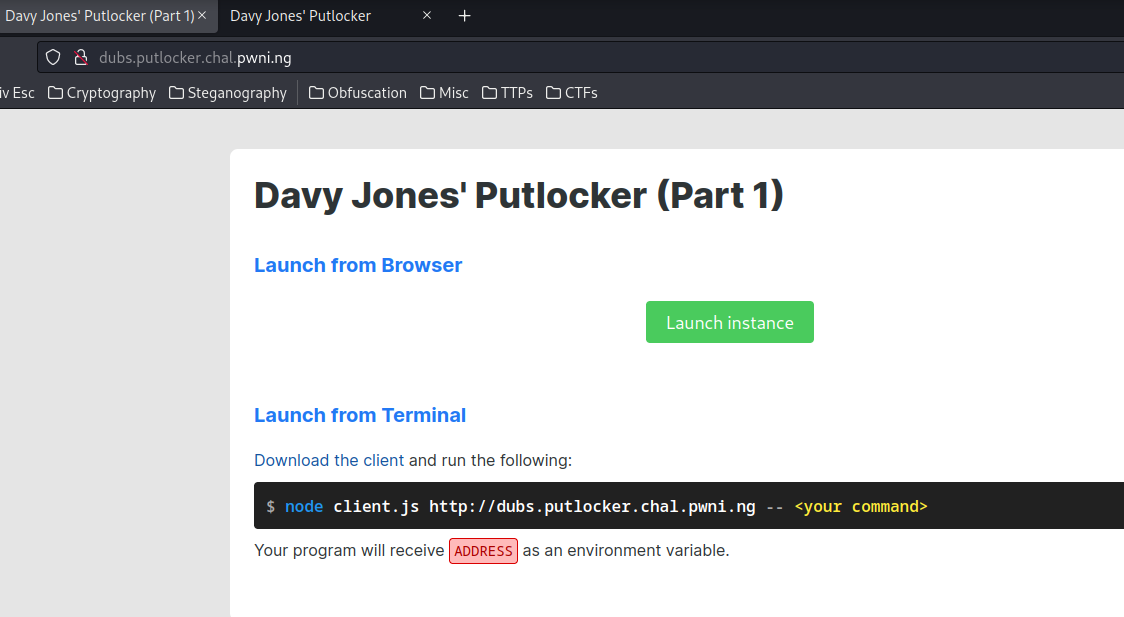 Davy Jones' Putlocker (Part 1) × Davy Jones' Putlocker × +
dubs.putlocker.chal.pwni.ng
iv Esc Cryptography Steganography Obfuscation Misc TTPs CTFs
Davy Jones' Putlocker (Part 1)
Launch from Browser
Launch instance
Launch from Terminal
Download the client and run the following:
$ node client.js http://dubs.putlocker.chal.pwni.ng -- <your command>
Your program will receive ADDRESS as an environment variable.